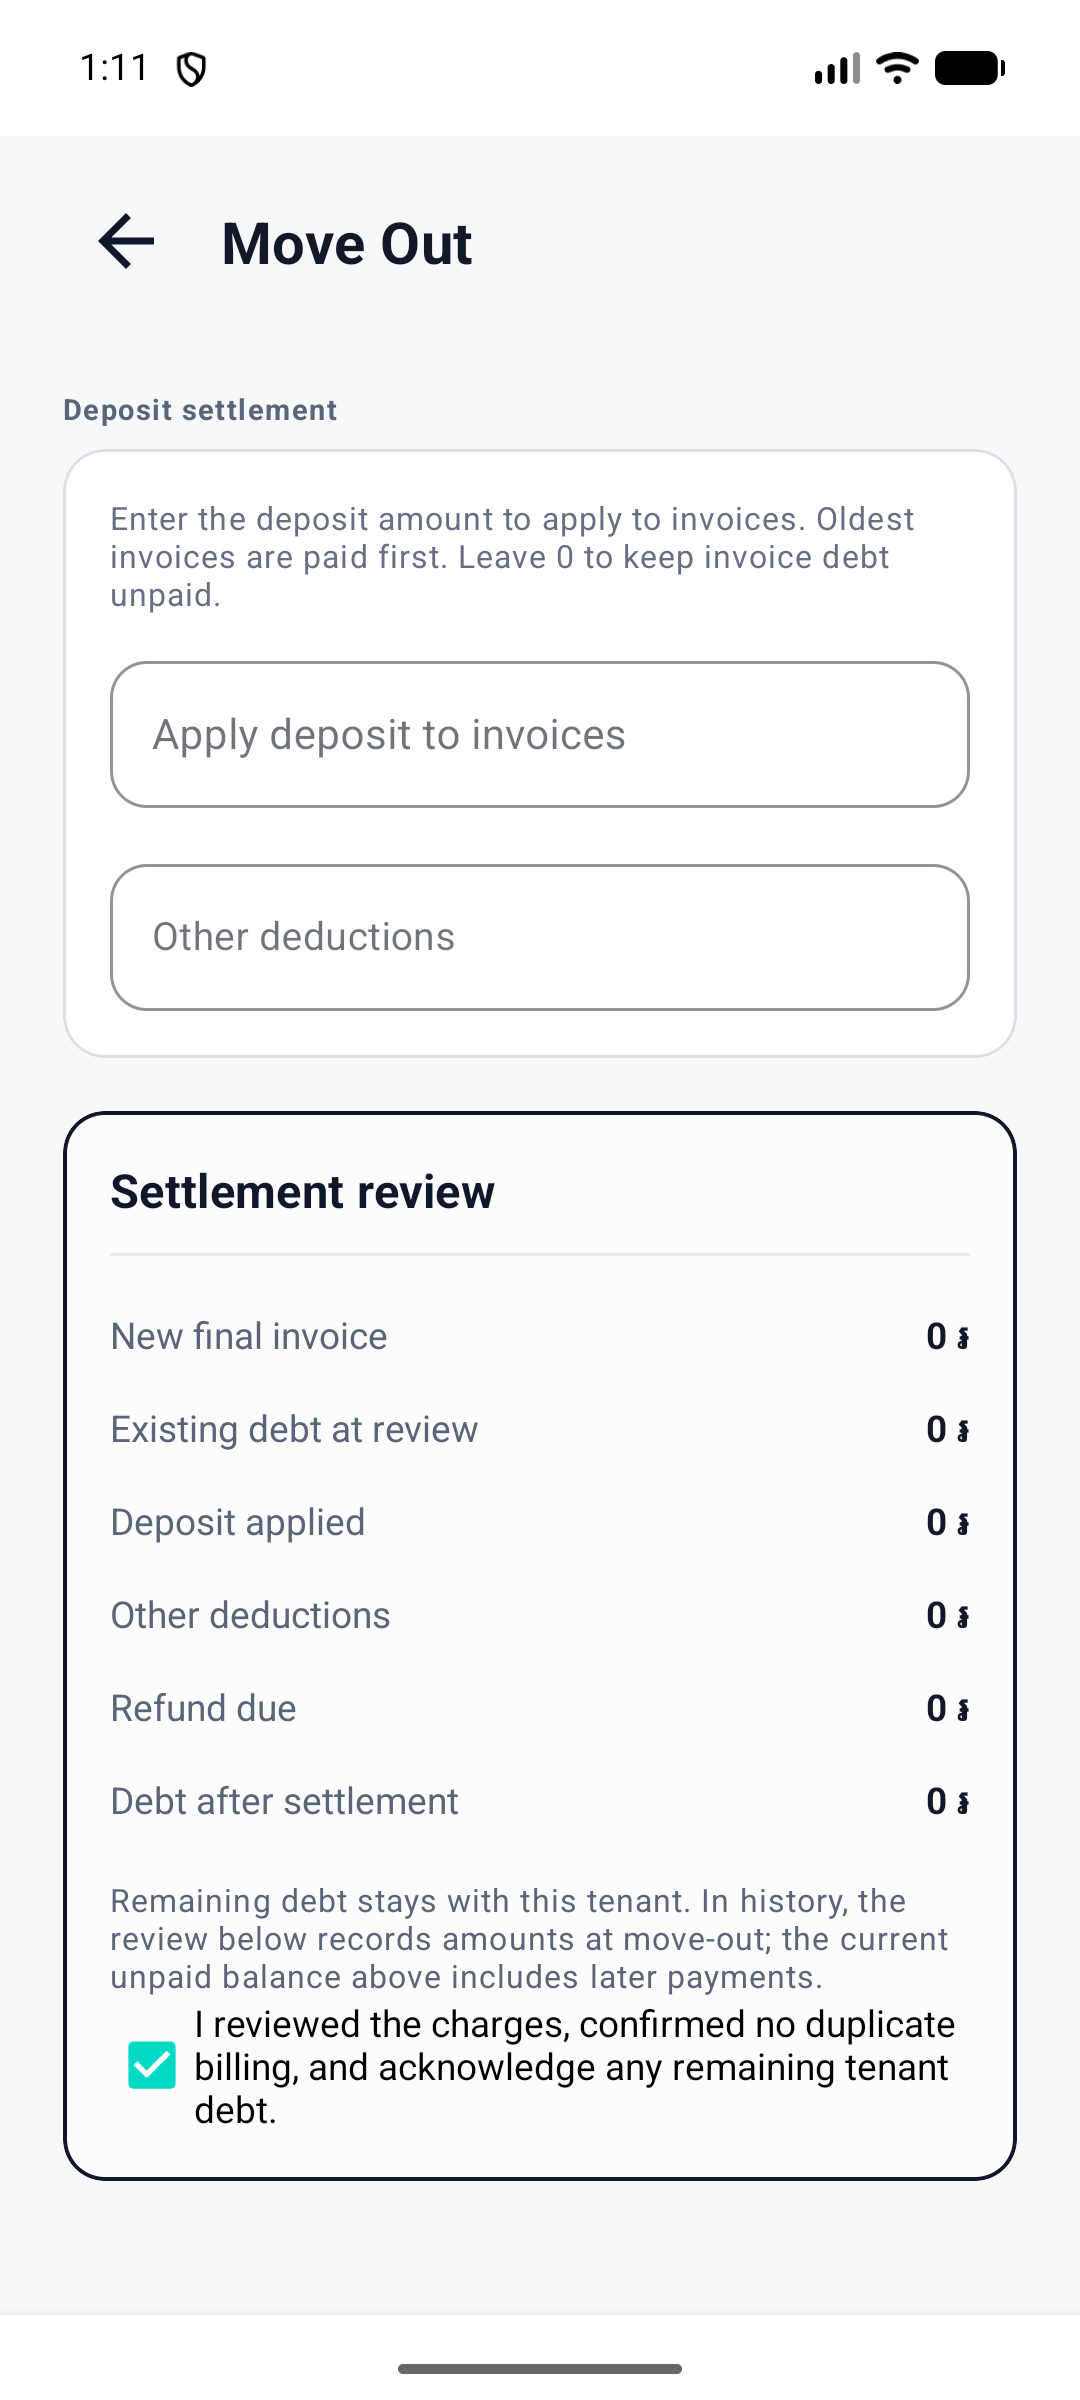 1:11
Move Out
Deposit settlement
Enter the deposit amount to apply to invoices. Oldest
invoices are paid first. Leave 0 to keep invoice debt
unpaid.
Apply deposit to invoices
Other deductions
Settlement review
New final invoice 0
Existing debt at review 0
Deposit applied 0
Other deductions 0
Refund due 0
Debt after settlement 0
Remaining debt stays with this tenant. In history, the
review below records amounts at move-out; the current
unpaid balance above includes later payments.
I reviewed the charges, confirmed no duplicate
billing, and acknowledge any remaining tenant
debt.